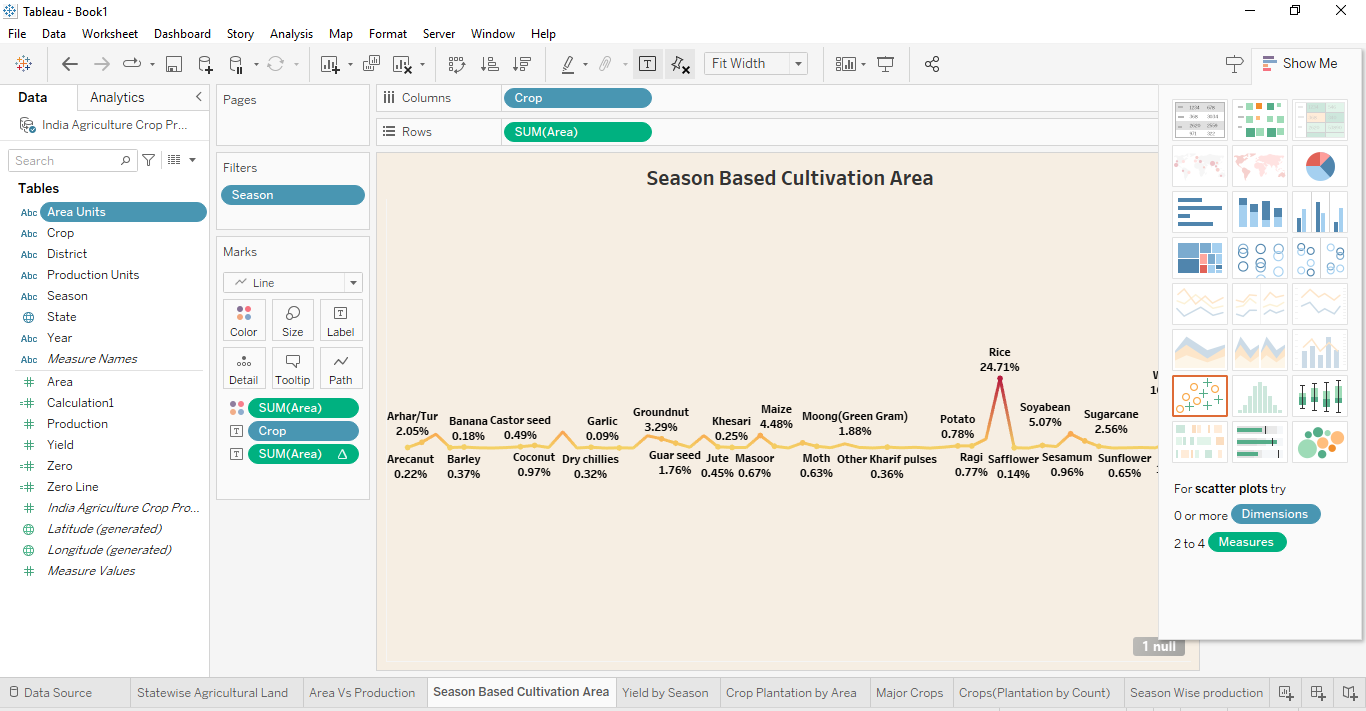 Tableau - Book1
File Data Worksheet Dashboard Story Analysis Map Format Server Window Help
Fit Width
Show Me
Data Analytics
India Agriculture Crop Pr...
Search
Tables
Abc Area Units
Abc Crop
Abc District
Abc Production Units
Abc Season
State
Abc Year
Abc Measure Names
Area
Calculation1
Production
Yield
Zero
Zero Line
India Agriculture Crop Pro...
Latitude (generated)
Longitude (generated)
Measure Values
Pages
Filters
Season
Marks
Line
Color Size Label
Detail Tooltip Path
SUM(Area)
Crop
SUM(Area) Δ
Columns Crop
Rows SUM(Area)
Season Based Cultivation Area
Rice
24.71%
Arhar/Tur
2.05%
Banana
0.18%
Castor seed
0.49%
Garlic
0.09%
Groundnut
3.29%
Khesari
0.25%
Maize
4.48%
Moong(Green Gram)
1.88%
Potato
0.78%
Soyabean
5.07%
Sugarcane
2.56%
Arecanut
0.22%
Barley
0.37%
Coconut
0.97%
Dry chillies
0.32%
Guar seed
1.76%
Jute
0.45%
Masoor
0.67%
Moth
0.63%
Other Kharif pulses
0.36%
Ragi
0.77%
Safflower
0.14%
Sesamum
0.96%
Sunflower
0.65%
1 null
For scatter plots try
0 or more Dimensions
2 to 4 Measures
Data Source Statewise Agricultural Land Area Vs Production Season Based Cultivation Area Yield by Season Crop Plantation by Area Major Crops Crops(Plantation by Count) Season Wise production